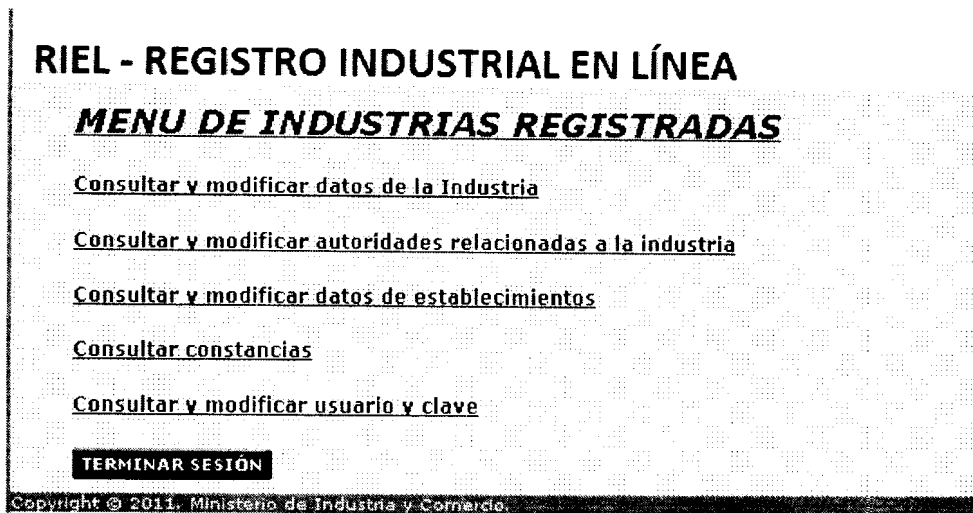 RIEL - REGISTRO INDUSTRIAL EN LÍNEA
MENU DE INDUSTRIAS REGISTRADAS
Consultar y modificar datos de la Industria
Consultar y modificar autoridades relacionadas a la industria
Consultar y modificar datos de establecimientos
Consultar constancias
Consultar y modificar usuario y clave
TERMINAR SESIÓN
Copyright © 2011. Ministerio de Industria y Comercio.